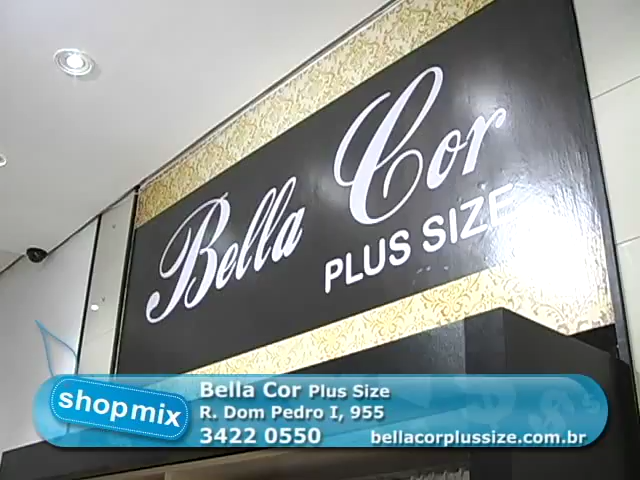 Bella Cor
PLUS SIZE
shopmix
Bella Cor Plus Size
R. Dom Pedro I, 955
3422 0550 bellacorplussize.com.br